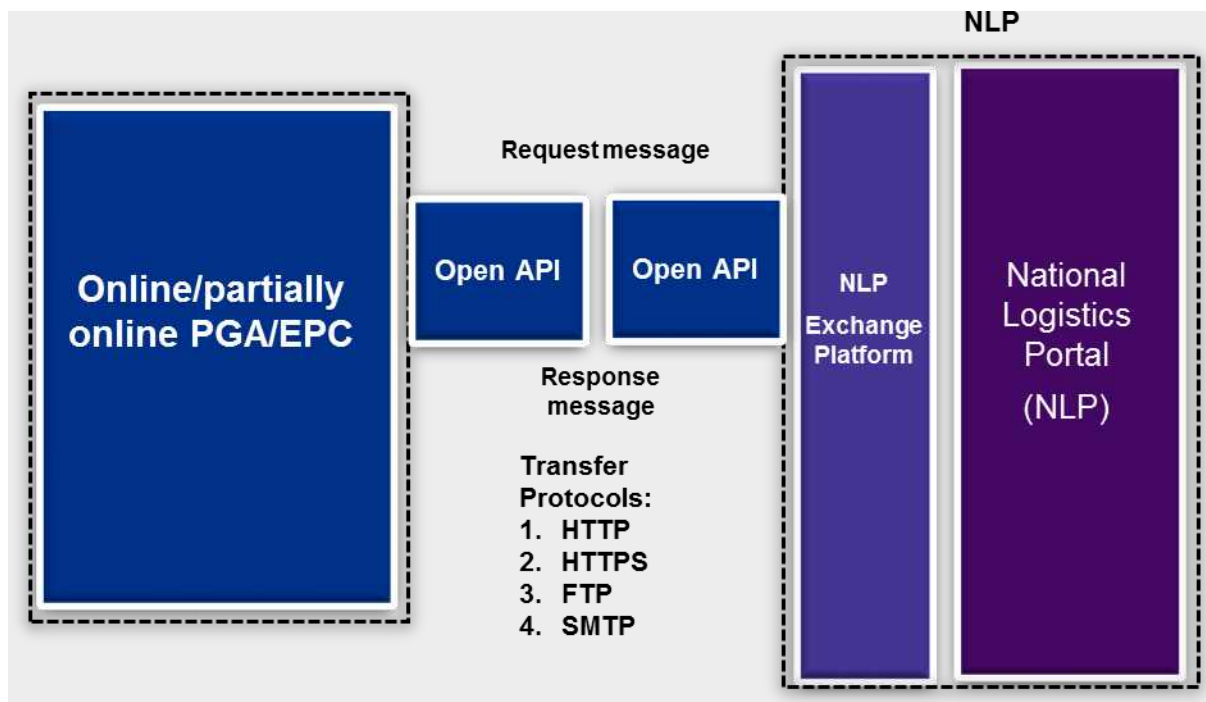 NLP
Request message
Online/partially
online PGA/EPC
Open API
Open API
Response
message
Transfer
Protocols:
1. HTTP
2. HTTPS
3. FTP
4. SMTP
NLP
Exchange
Platform
National
Logistics
Portal
(NLP)